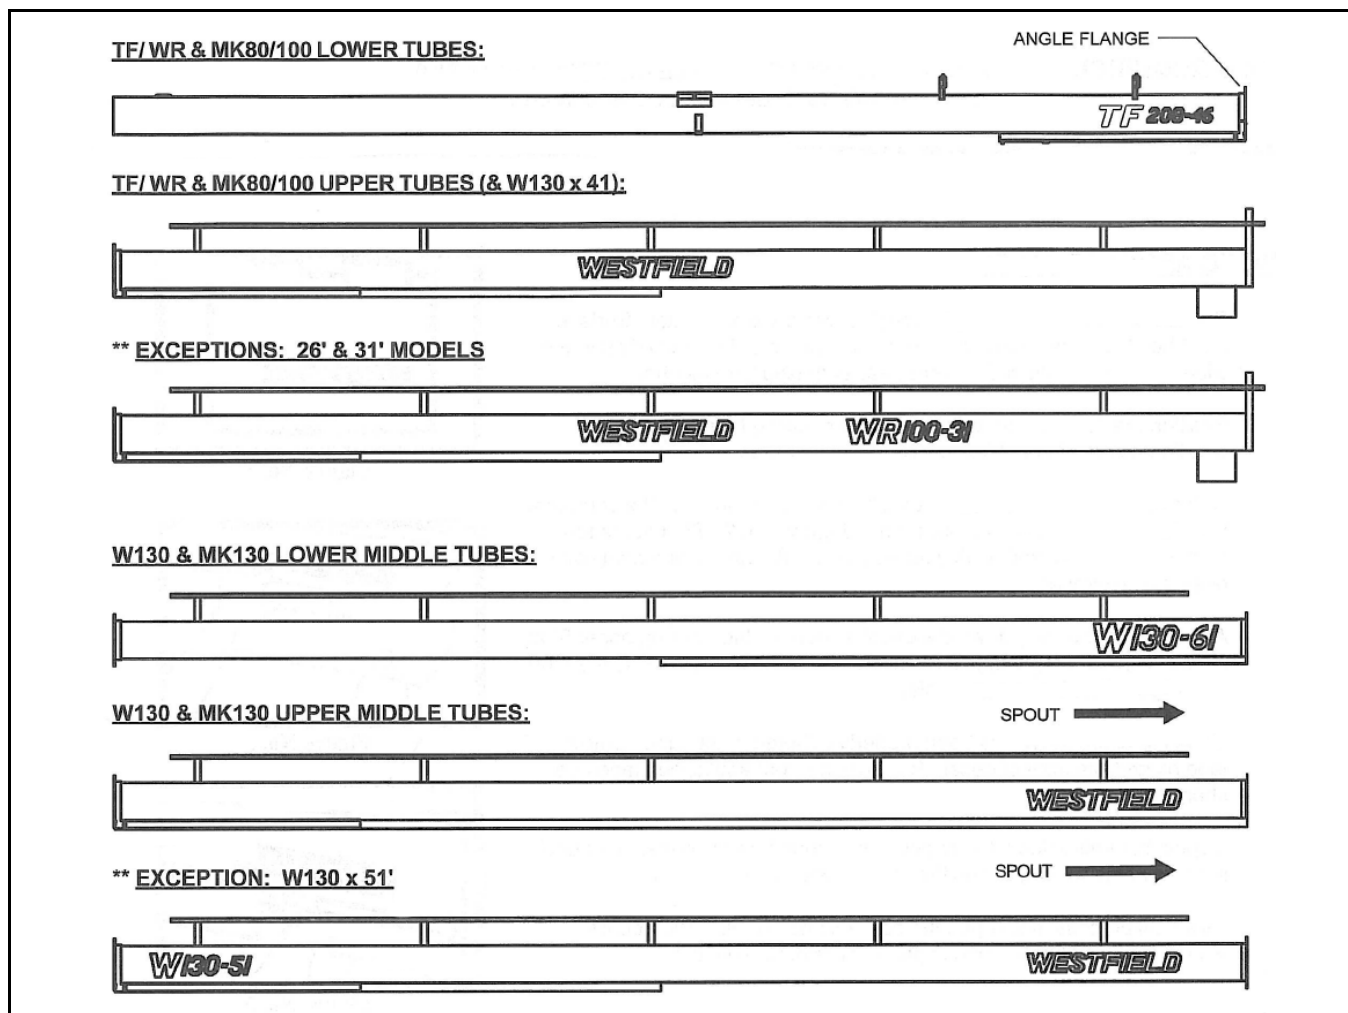 TF/ WR & MK80/100 LOWER TUBES:
ANGLE FLANGE
TF 208-46
TF/ WR & MK80/100 UPPER TUBES (& W130 x 41):
WESTFIELD
** EXCEPTIONS: 26' & 31' MODELS
WESTFIELD WR100-31
W130 & MK130 LOWER MIDDLE TUBES:
W130-61
W130 & MK130 UPPER MIDDLE TUBES:
SPOUT
WESTFIELD
** EXCEPTION: W130 x 51'
SPOUT
W130-51 WESTFIELD